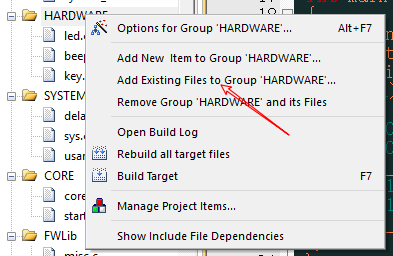 HARDWARE
led.c
beep
key.
SYSTEM
dela
sys.c
usar
CORE
core
start
FWLib
misc.c
Options for Group 'HARDWARE'... Alt+F7
Add New  Item to Group 'HARDWARE'...
Add Existing Files to Group 'HARDWARE'...
Remove Group 'HARDWARE' and its Files
Open Build Log
Rebuild all target files
Build Target F7
Manage Project Items...
Show Include File Dependencies